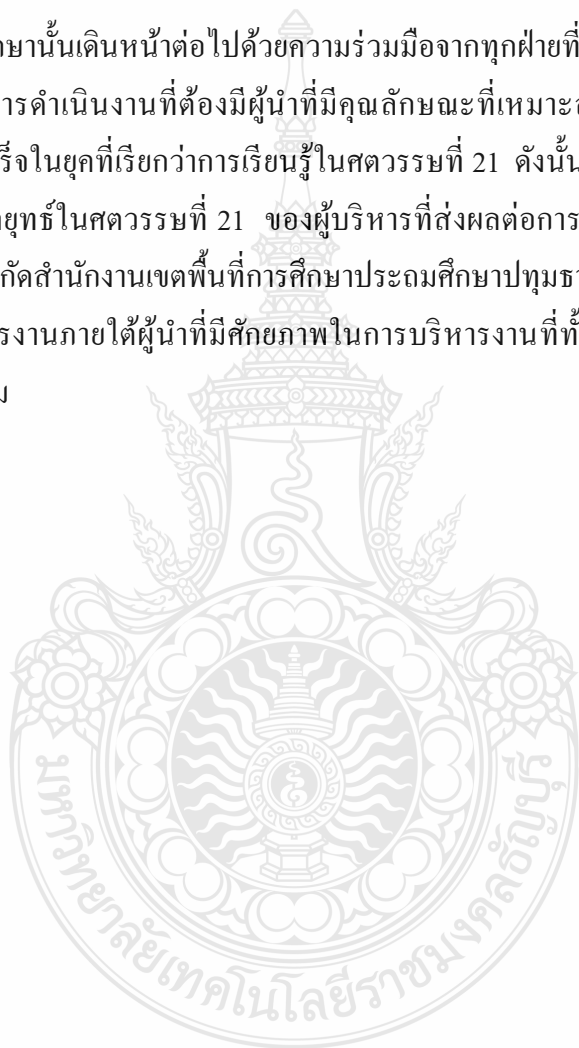 กษานั้นเดินหน้าต่อไปด้วยความร่วมมือจากทุกฝ่ายที่
ารดำเนินงานที่ต้องมีผู้นำที่มีคุณลักษณะที่เหมาะส
ร็จในยุคที่เรียกว่าการเรียนรู้ในศตวรรษที่ 21 ดังนั้น
ยุทธ์ในศตวรรษที่ 21 ของผู้บริหารที่ส่งผลต่อการ
กัดสำนักงานเขตพื้นที่การศึกษาประถมศึกษาปทุมธา
รงานภายใต้ผู้นำที่มีศักยภาพในการบริหารงานที่ทั้
ม
มหาวิทยาลัยเทคโนโลยีราชมงคลธัญบุรี